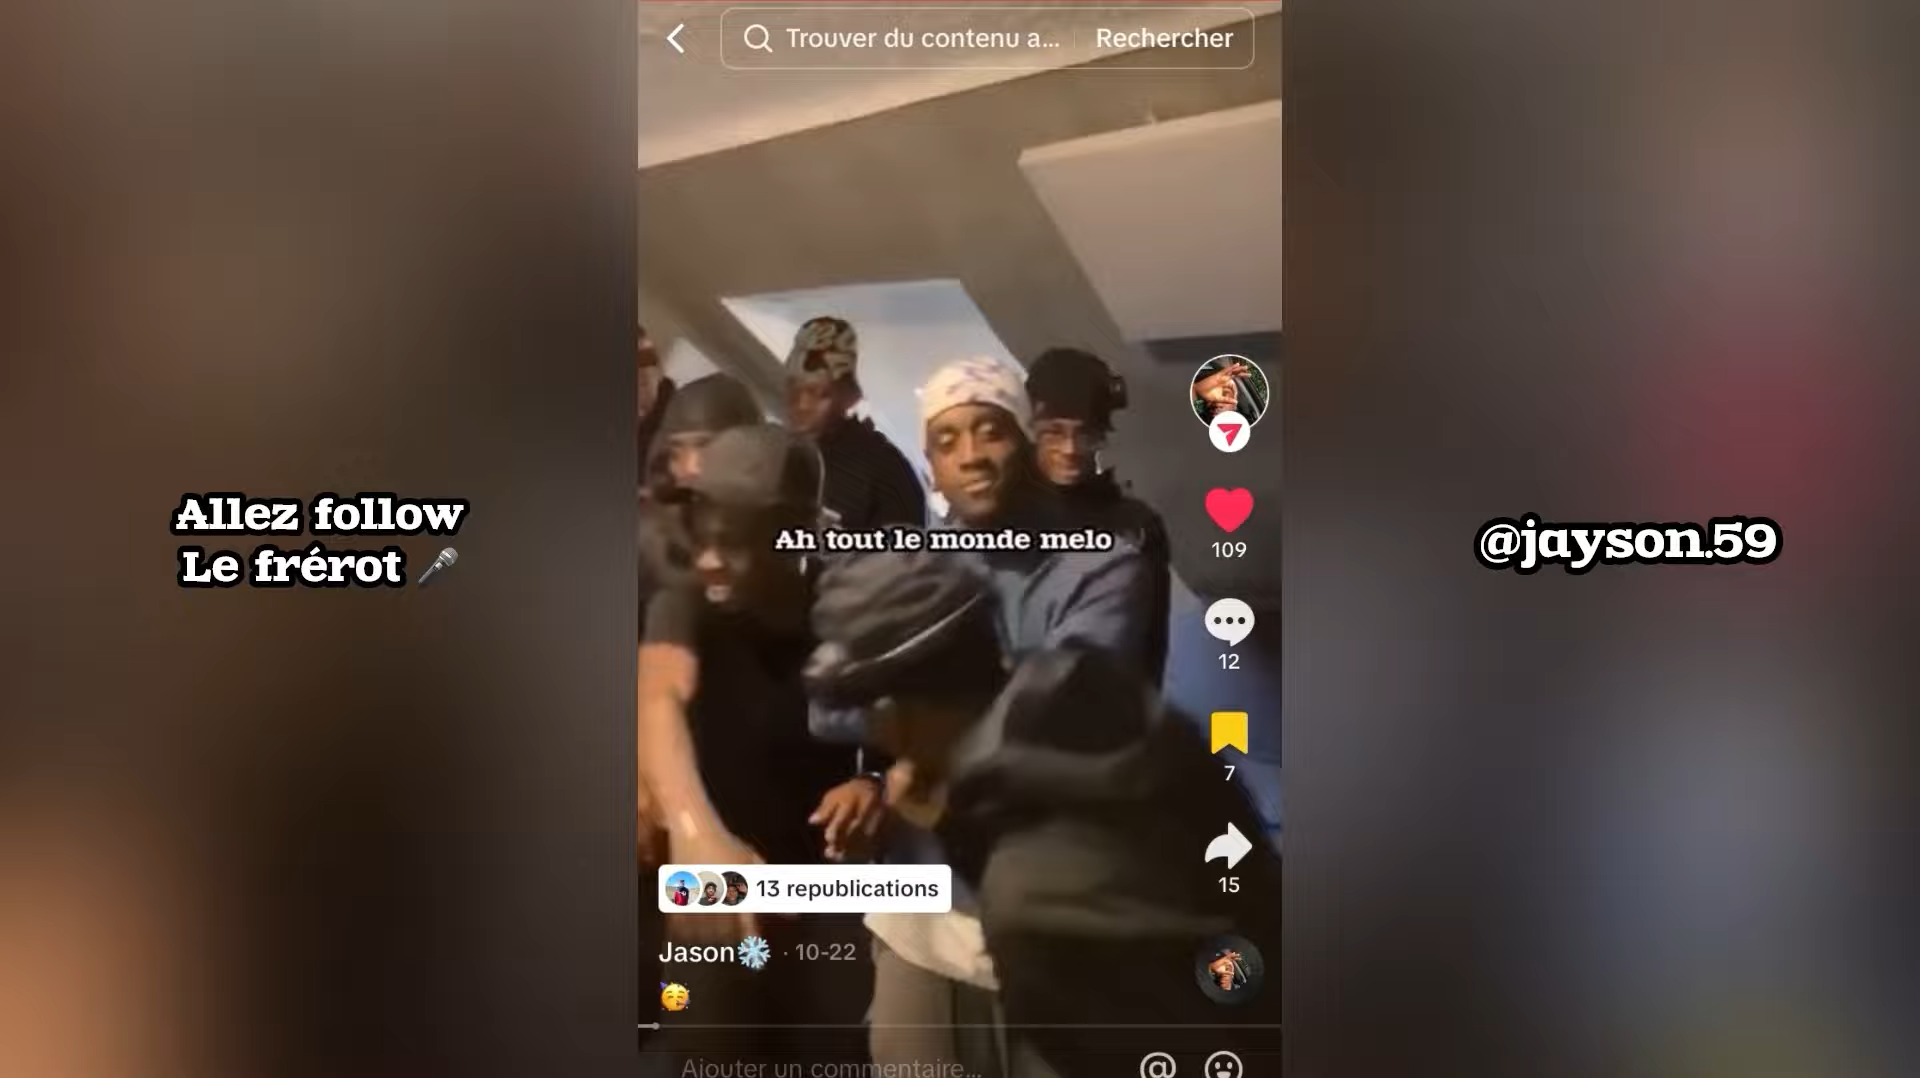 Trouver du contenu a... Rechercher
Allez follow
Le frérot 🎤
Ah tout le monde melo
@jayson.59
109
12
7
15
13 republications
Jason❄️ · 10-22
🥳
Ajouter un commentaire...